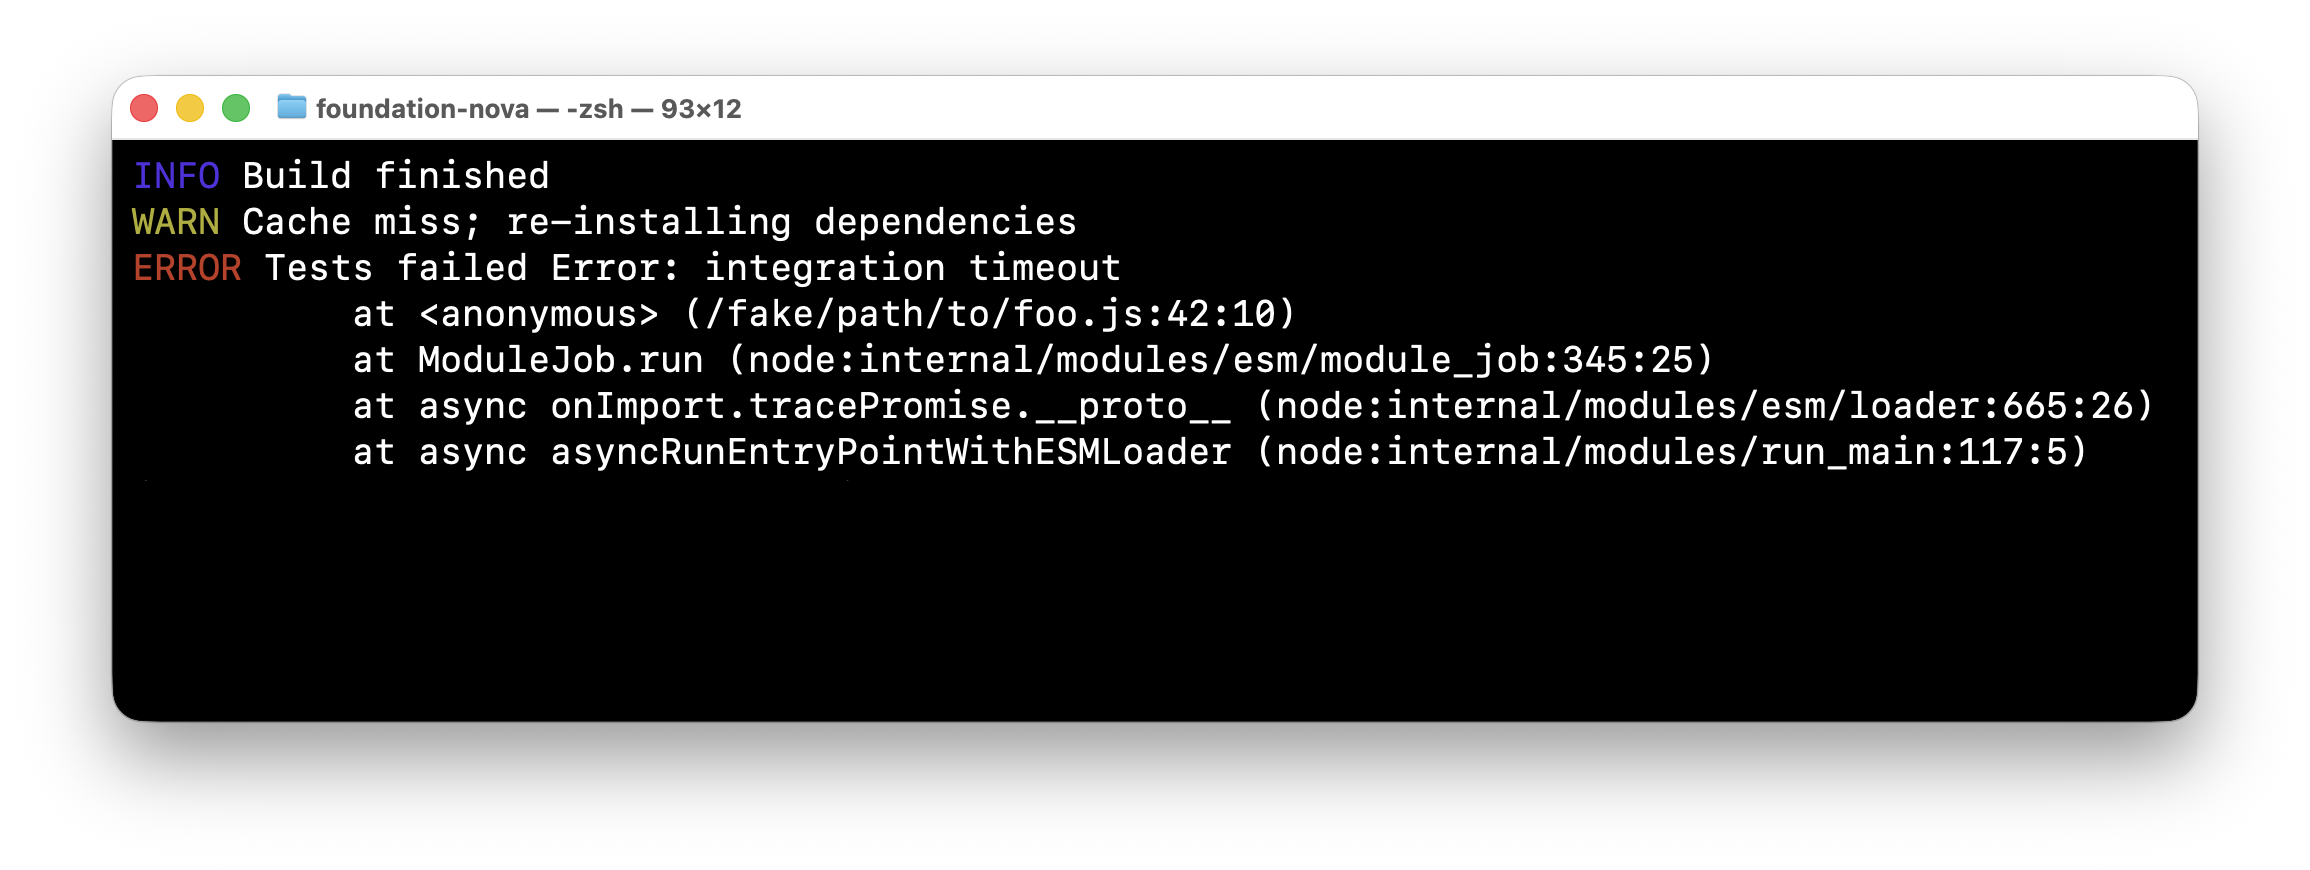 foundation-nova — -zsh — 93×12
INFO Build finished
WARN Cache miss; re-installing dependencies
ERROR Tests failed Error: integration timeout
at <anonymous> (/fake/path/to/foo.js:42:10)
at ModuleJob.run (node:internal/modules/esm/module_job:345:25)
at async onImport.tracePromise.__proto__ (node:internal/modules/esm/loader:665:26)
at async asyncRunEntryPointWithESMLoader (node:internal/modules/run_main:117:5)